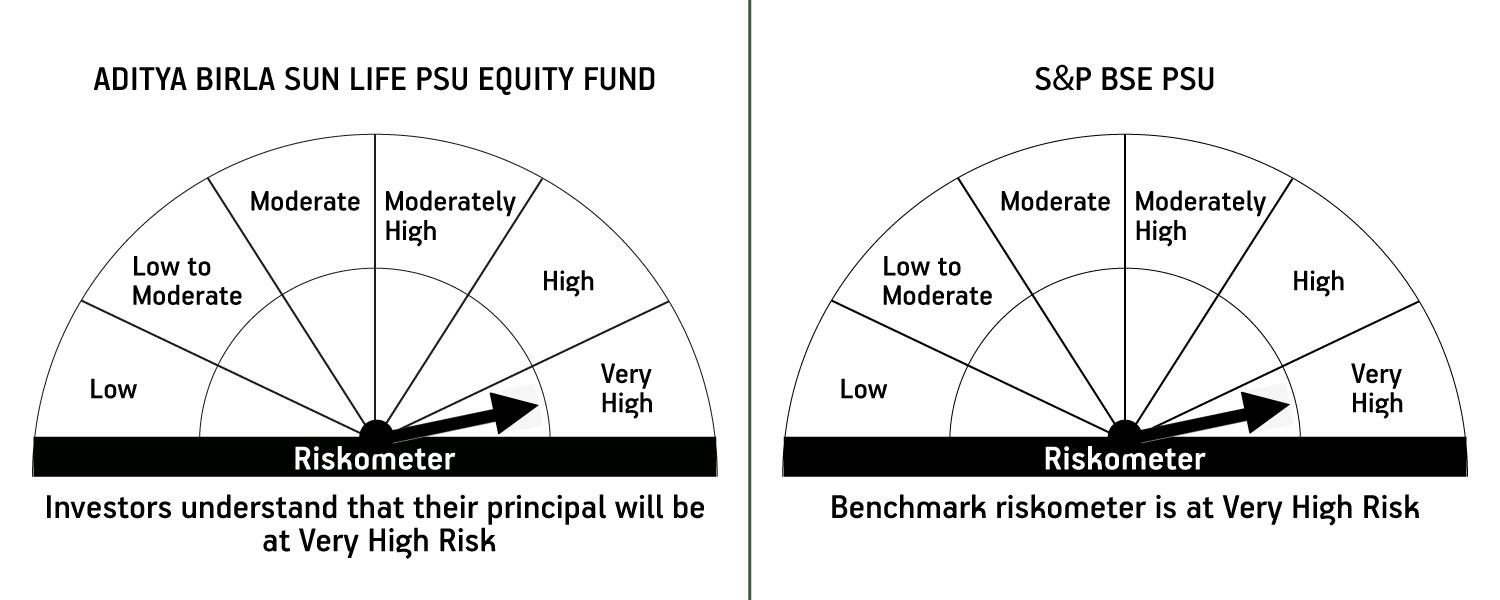 ADITYA BIRLA SUN LIFE PSU EQUITY FUND
Moderate
Moderately
High
Low to
Moderate
High
Low
Very
High
Riskometer
Investors understand that their principal will be
at Very High Risk
S&P BSE PSU
Moderate
Moderately
High
Low to
Moderate
High
Low
Very
High
Riskometer
Benchmark riskometer is at Very High Risk